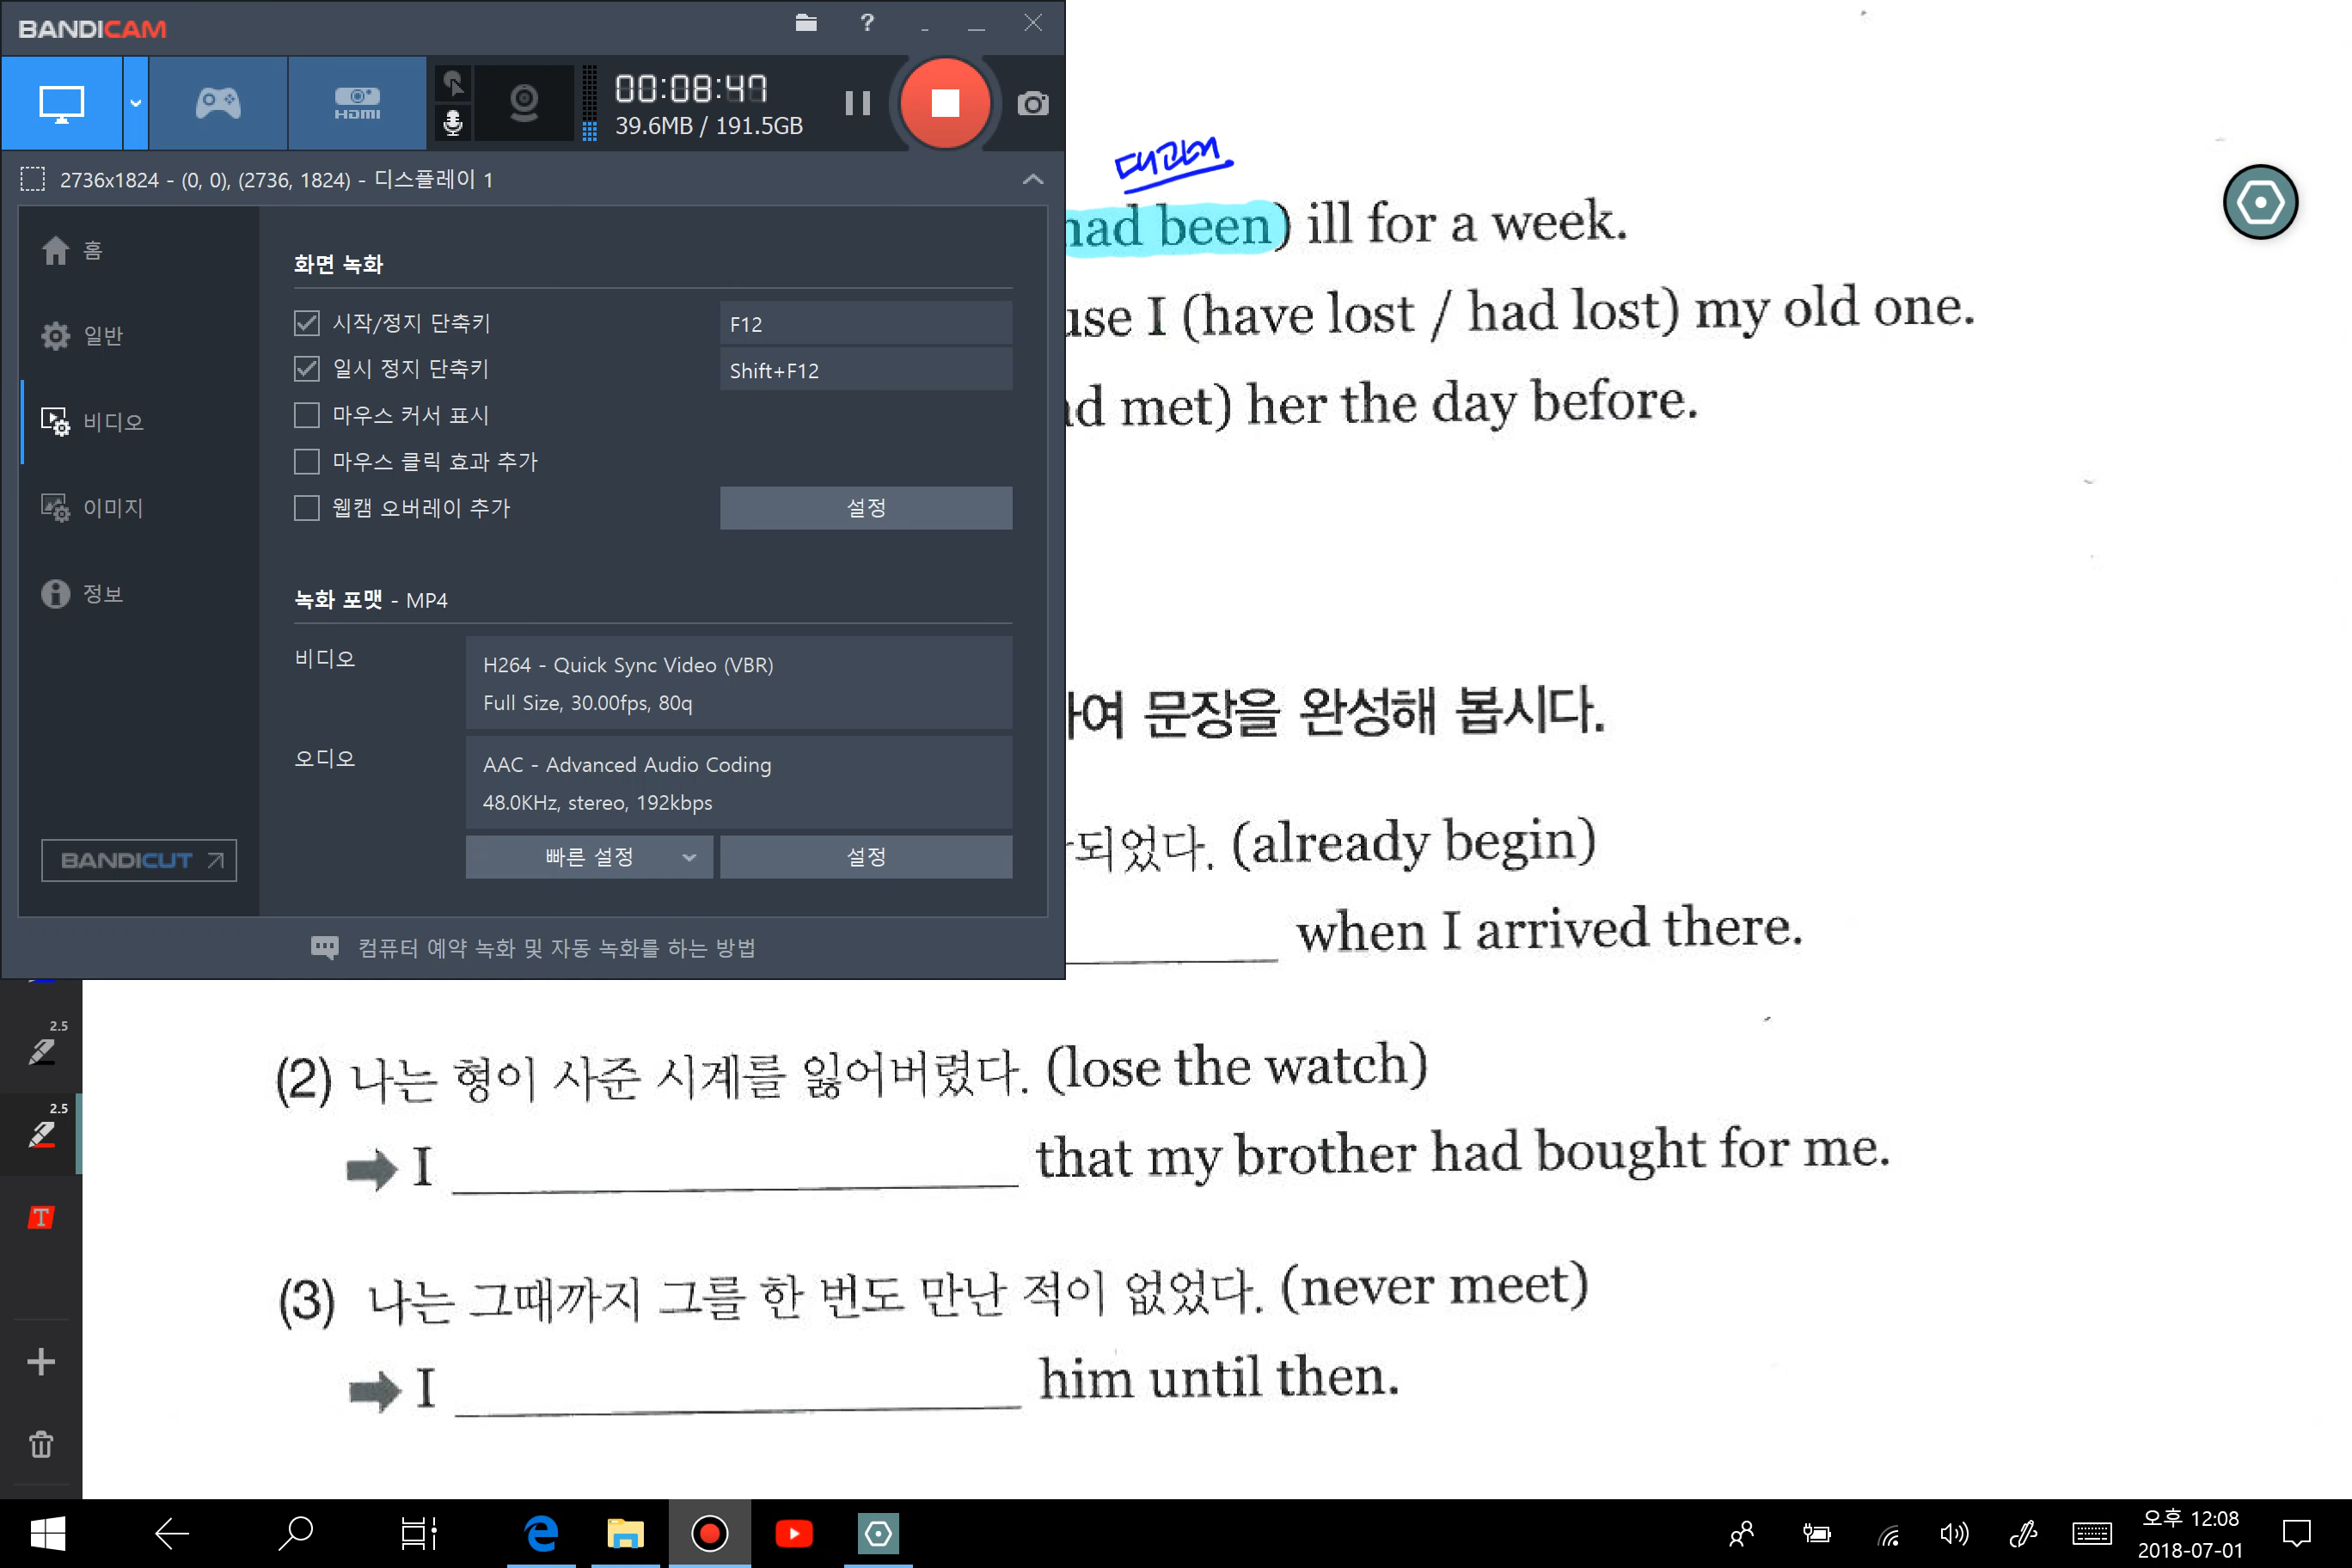 BANDICAM
?
HDMI
00:08:47
39.6MB / 191.5GB
2736x1824 - (0, 0), (2736, 1824) - 디스플레이 1
홈
일반
비디오
이미지
정보
BANDICUT
화면 녹화
시작/정지 단축키 F12
일시 정지 단축키 Shift+F12
마우스 커서 표시
마우스 클릭 효과 추가
웹캠 오버레이 추가 설정
녹화 포맷 - MP4
비디오
H264 - Quick Sync Video (VBR)
Full Size, 30.00fps, 80q
오디오
AAC - Advanced Audio Coding
48.0KHz, stereo, 192kbps
빠른 설정 설정
컴퓨터 예약 녹화 및 자동 녹화를 하는 방법
대과거
had been) ill for a week.
use I (have lost / had lost) my old one.
ad met) her the day before.
하여 문장을 완성해 봅시다.
되었다. (already begin)
when I arrived there.
(2) 나는 형이 사준 시계를 잃어버렸다. (lose the watch)
I that my brother had bought for me.
(3) 나는 그때까지 그를 한 번도 만난 적이 없었다. (never meet)
I him until then.
2.5
2.5
T
오후 12:08
2018-07-01